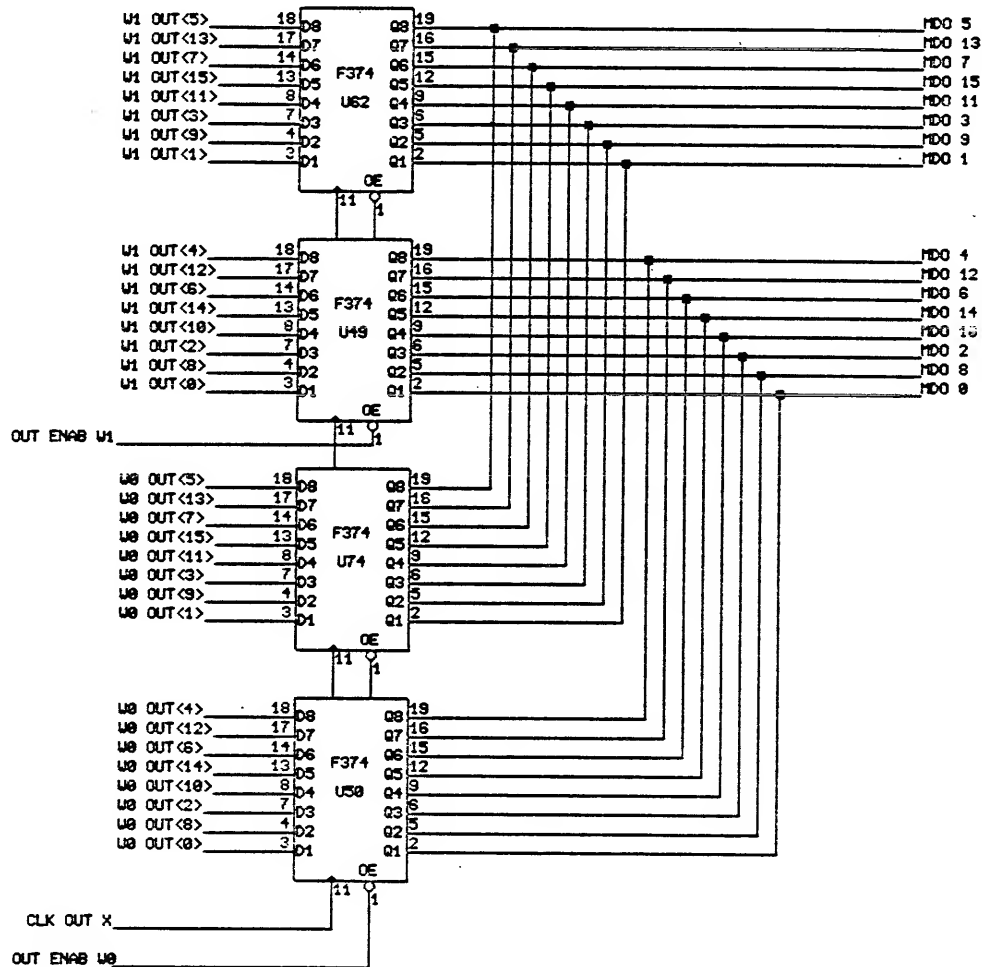 W1 OUT<5> 18 D8 Q8 19 MDO 5
W1 OUT<13> 17 D7 Q7 16 MDO 13
W1 OUT<7> 14 D6 Q6 15 MDO 7
W1 OUT<15> 13 D5 Q5 12 MDO 15
W1 OUT<11> 8 D4 Q4 9 MDO 11
W1 OUT<3> 7 D3 Q3 6 MDO 3
W1 OUT<9> 4 D2 Q2 5 MDO 9
W1 OUT<1> 3 D1 Q1 2 MDO 1
F374
U62
OE
11 1
W1 OUT<4> 18 D8 Q8 19 MDO 4
W1 OUT<12> 17 D7 Q7 16 MDO 12
W1 OUT<6> 14 D6 Q6 15 MDO 6
W1 OUT<14> 13 D5 Q5 12 MDO 14
W1 OUT<10> 8 D4 Q4 9 MDO 10
W1 OUT<2> 7 D3 Q3 6 MDO 2
W1 OUT<8> 4 D2 Q2 5 MDO 8
W1 OUT<0> 3 D1 Q1 2 MDO 0
F374
U49
OE
11 1
OUT ENAB W1
W0 OUT<5> 18 D8 Q8 19
W0 OUT<13> 17 D7 Q7 16
W0 OUT<7> 14 D6 Q6 15
W0 OUT<15> 13 D5 Q5 12
W0 OUT<11> 8 D4 Q4 9
W0 OUT<3> 7 D3 Q3 6
W0 OUT<9> 4 D2 Q2 5
W0 OUT<1> 3 D1 Q1 2
F374
U74
OE
11 1
W0 OUT<4> 18 D8 Q8 19
W0 OUT<12> 17 D7 Q7 16
W0 OUT<6> 14 D6 Q6 15
W0 OUT<14> 13 D5 Q5 12
W0 OUT<10> 8 D4 Q4 9
W0 OUT<2> 7 D3 Q3 6
W0 OUT<8> 4 D2 Q2 5
W0 OUT<0> 3 D1 Q1 2
F374
U50
OE
11 1
CLK OUT X
OUT ENAB W0